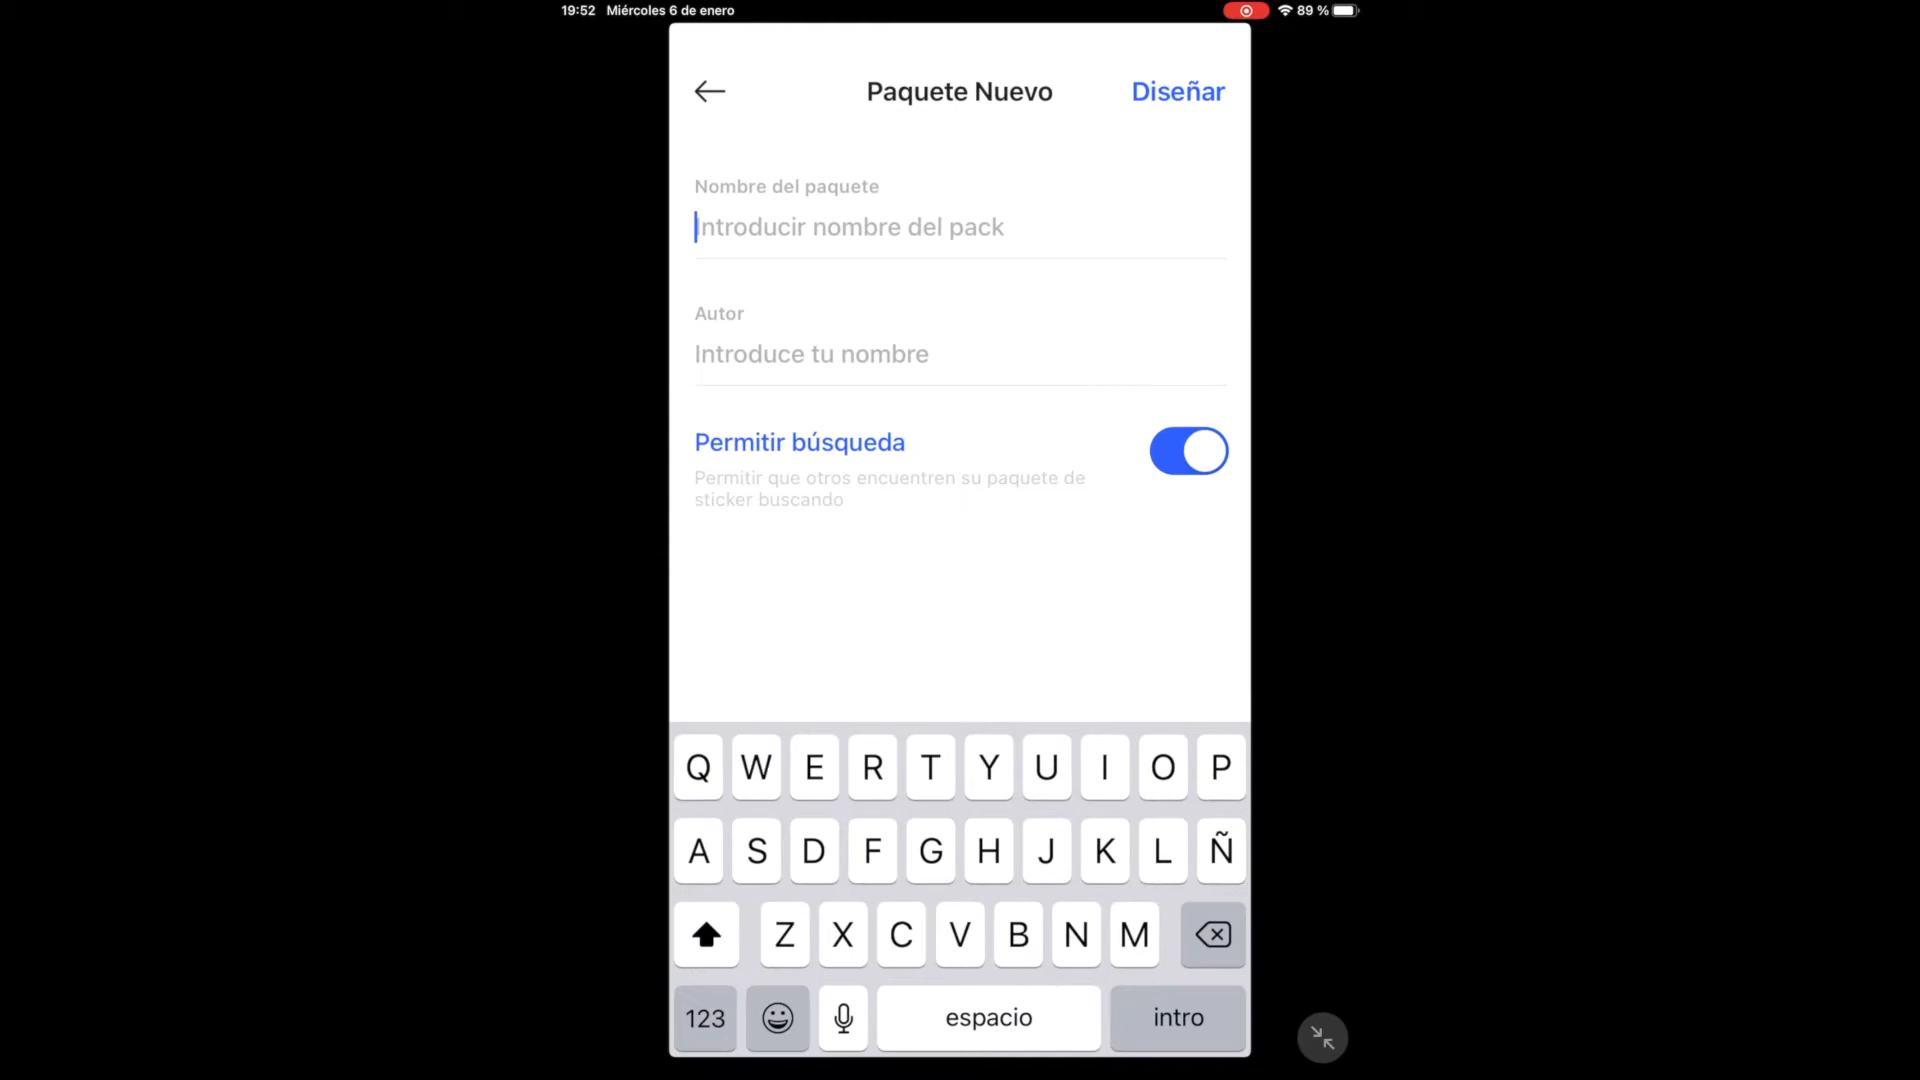 19:52 Miércoles 6 de enero 89 %
Paquete Nuevo Diseñar
Nombre del paquete
Introducir nombre del pack
Autor
Introduce tu nombre
Permitir búsqueda
Permitir que otros encuentren su paquete de
sticker buscando
Q W E R T Y U I O P
A S D F G H J K L Ñ
Z X C V B N M
123 espacio intro